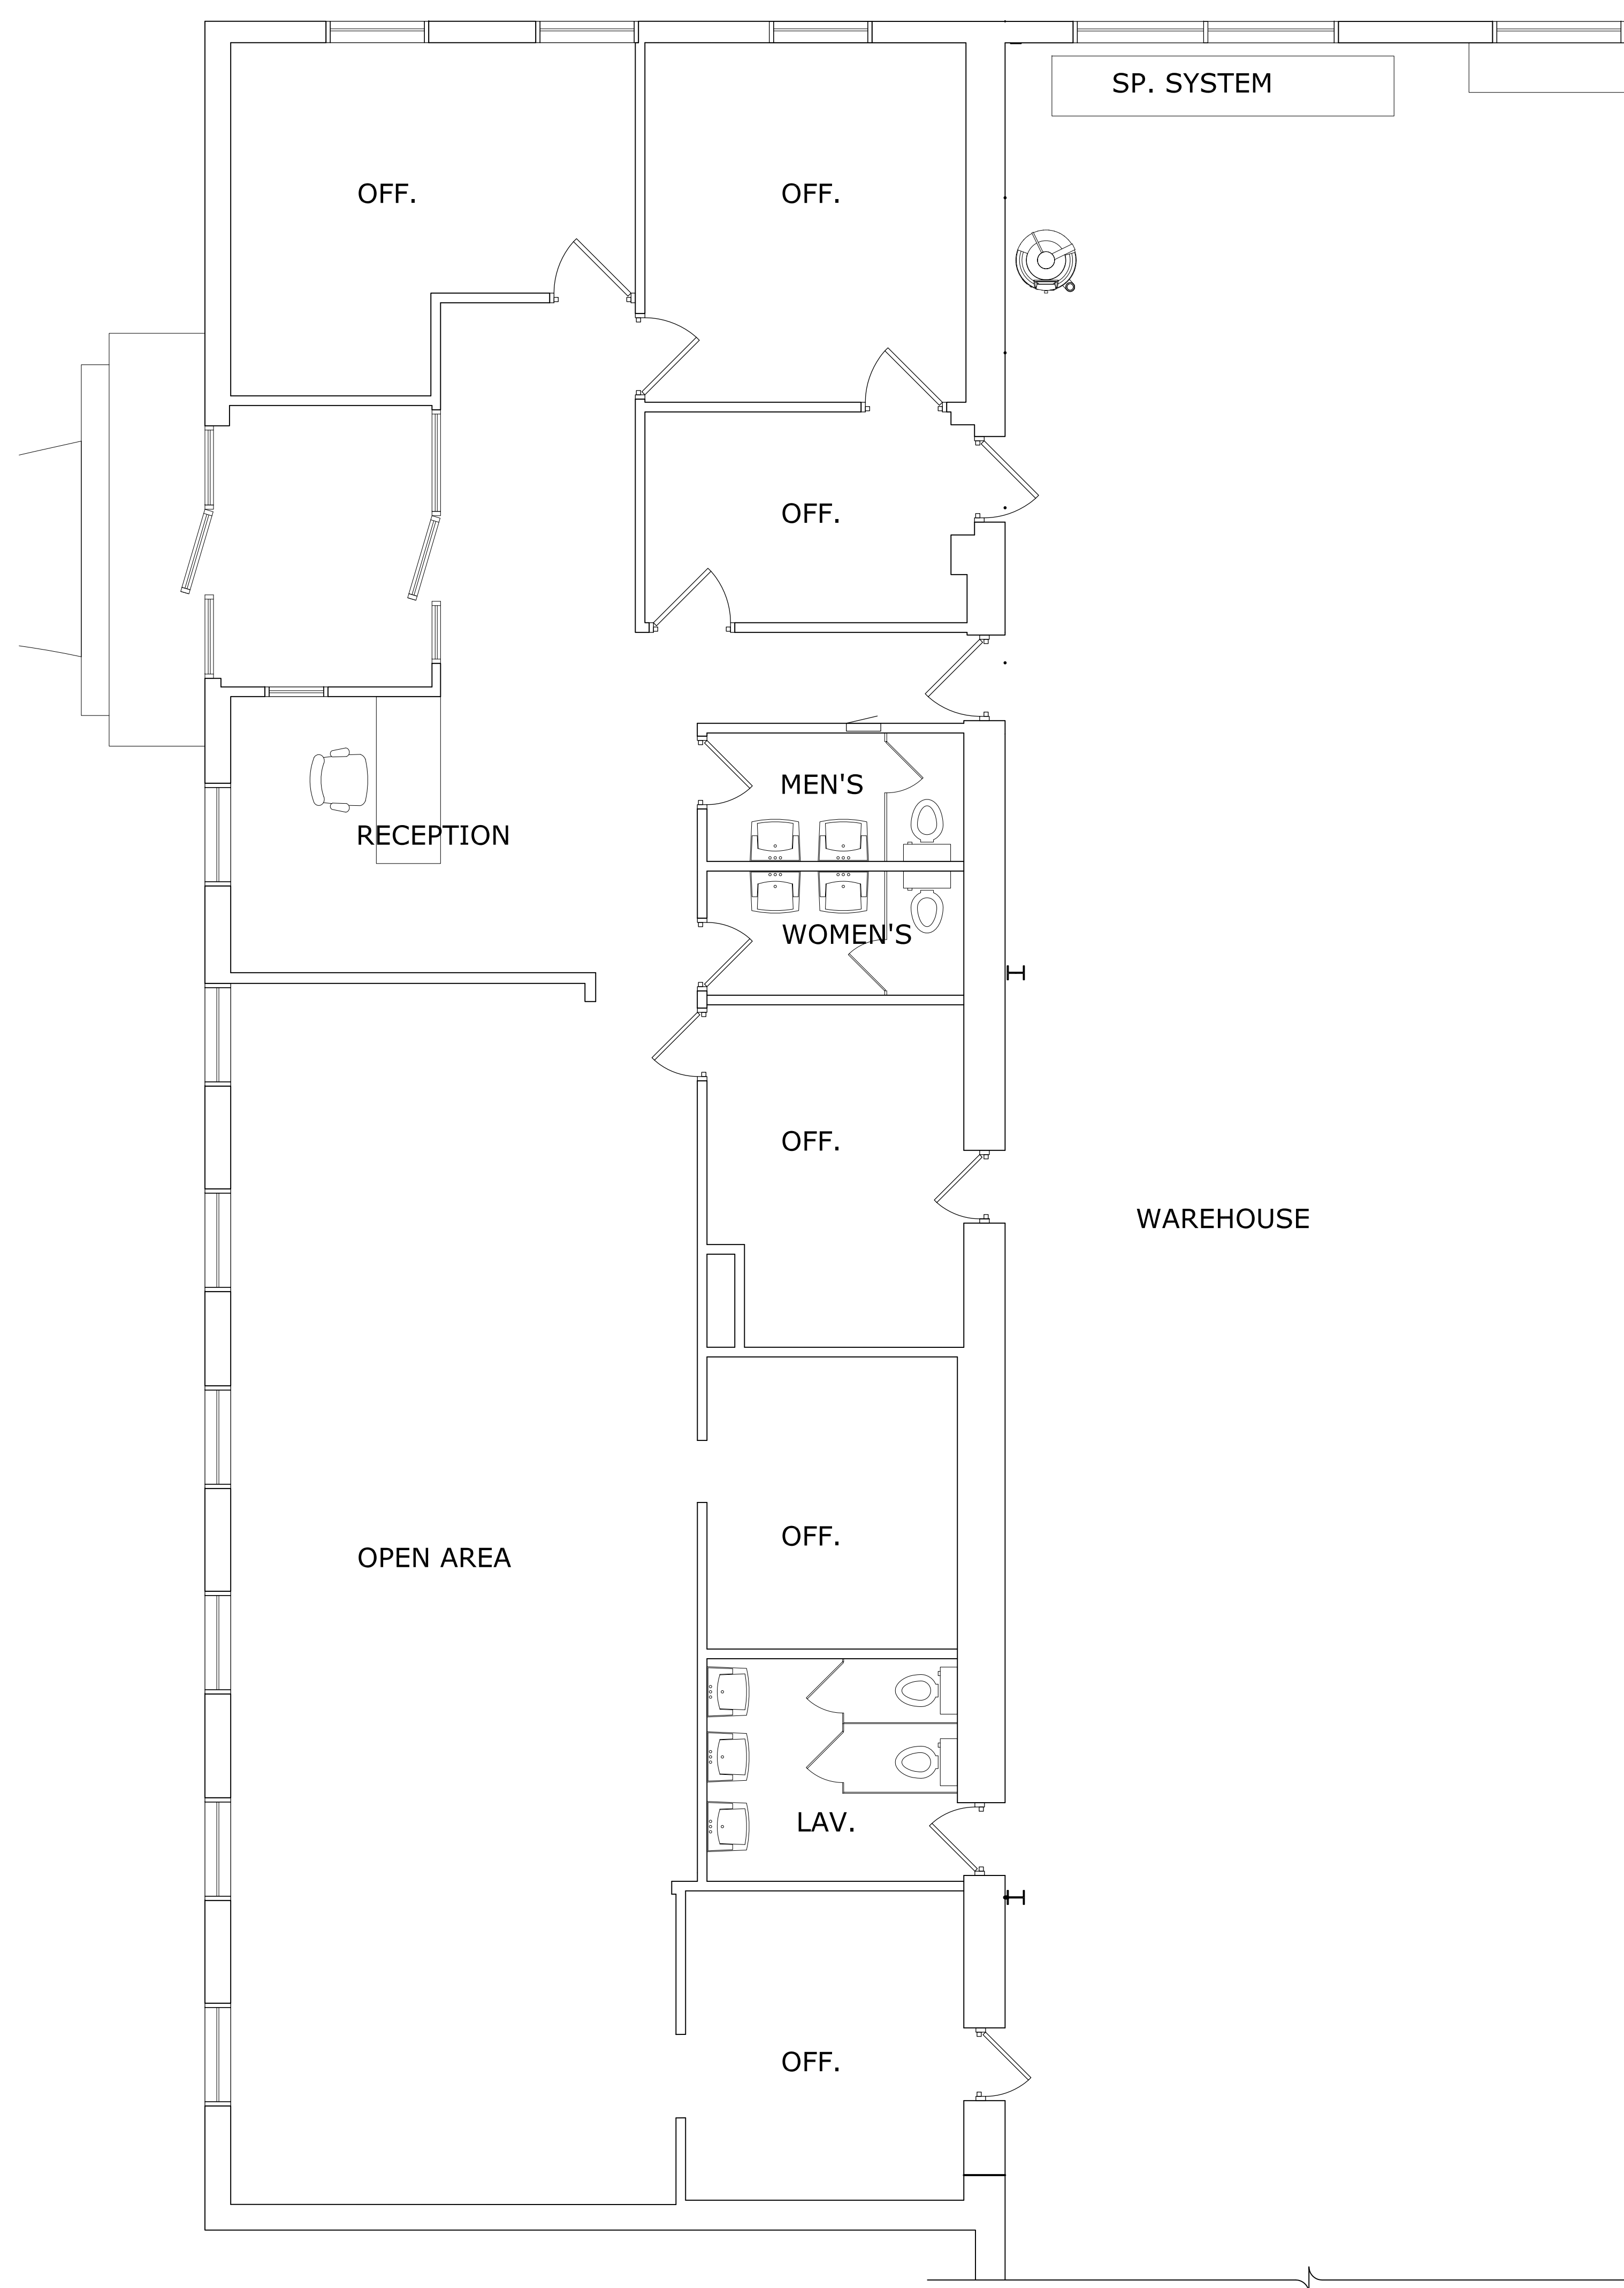 SP. SYSTEM
OFF.
OFF.
OFF.
MEN'S
RECEPTION
WOMEN'S
OFF.
WAREHOUSE
OFF.
OPEN AREA
LAV.
OFF.